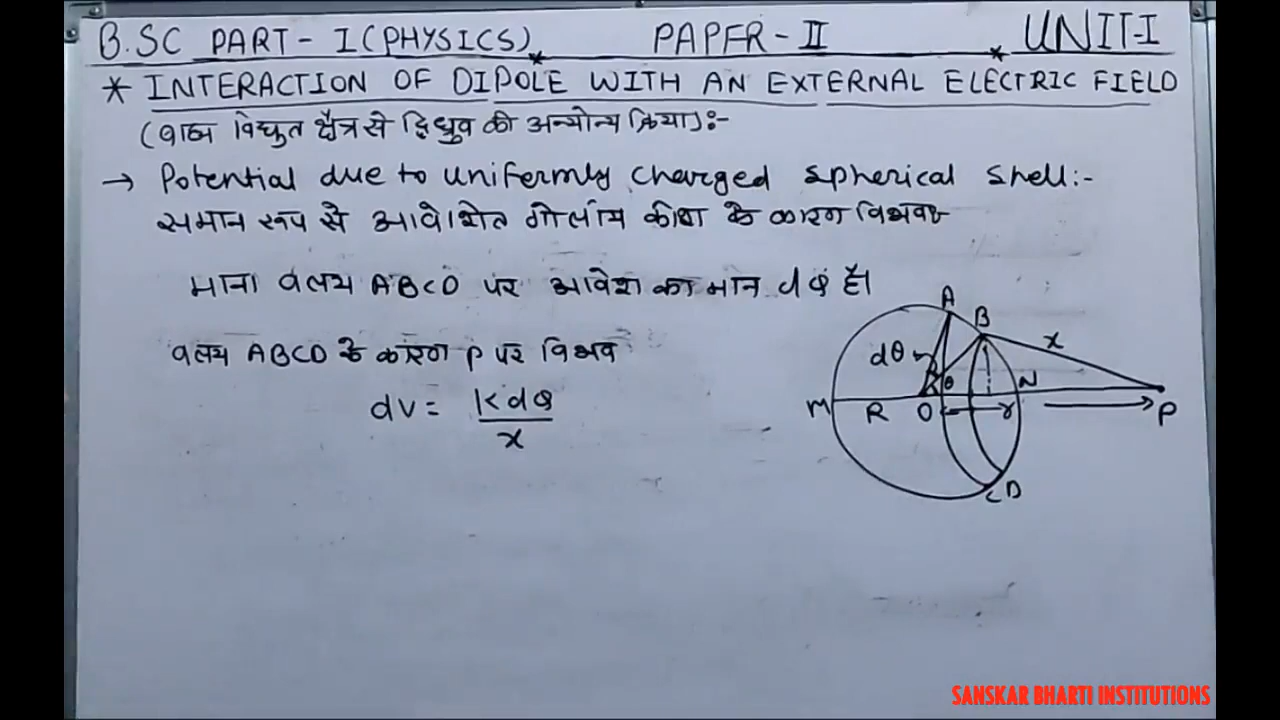 B.SC PART - I (PHYSICS) PAPER - II UNIT-I
* INTERACTION OF DIPOLE WITH AN EXTERNAL ELECTRIC FIELD
(बाह्य विद्युत क्षैत्र से द्विध्रुव की अन्योन्य क्रिया):-
→ Potential due to uniformly charged spherical shell:-
समान रूप से आवेशित गोलीय कोश के कारण विभव
माना वलय ABCD पर आवेश का मान dQ है।
वलय ABCD के कारण P पर विभव
dV = KdQ
x
A
B
x
dθ
θ
N
M
R
O
r
P
C D
SANSKAR BHARTI INSTITUTIONS